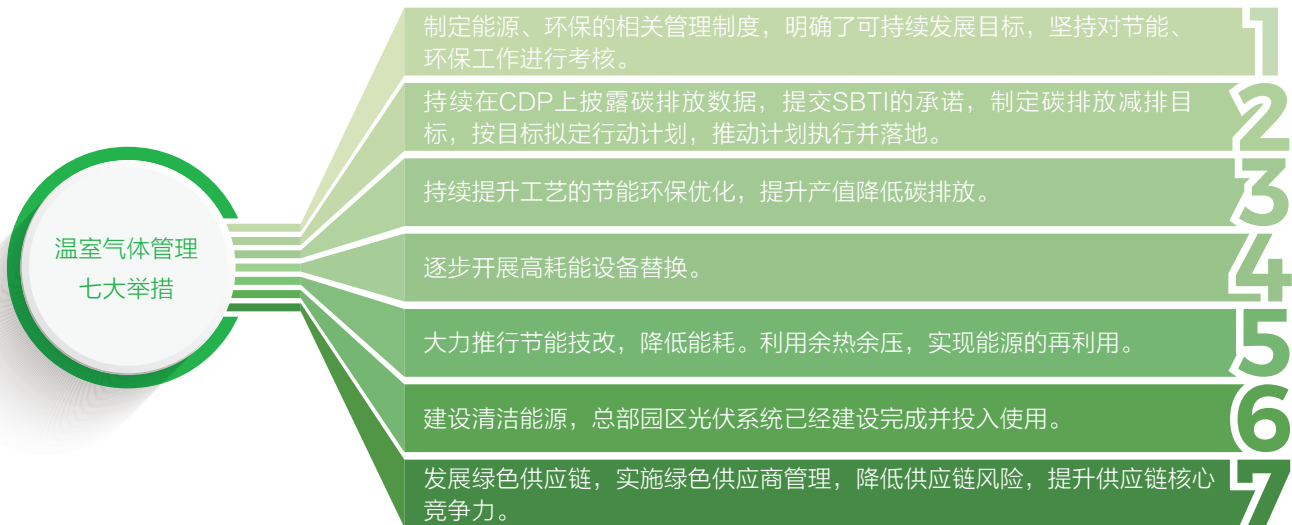 温室气体管理
七大举措
制定能源、环保的相关管理制度，明确了可持续发展目标，坚持对节能、
环保工作进行考核。
1
持续在CDP上披露碳排放数据，提交SBTI的承诺，制定碳排放减排目
标，按目标拟定行动计划，推动计划执行并落地。
2
持续提升工艺的节能环保优化，提升产值降低碳排放。
3
逐步开展高耗能设备替换。
4
大力推行节能技改，降低能耗。利用余热余压，实现能源的再利用。
5
建设清洁能源，总部园区光伏系统已经建设完成并投入使用。
6
发展绿色供应链，实施绿色供应商管理，降低供应链风险，提升供应链核心
竞争力。
7